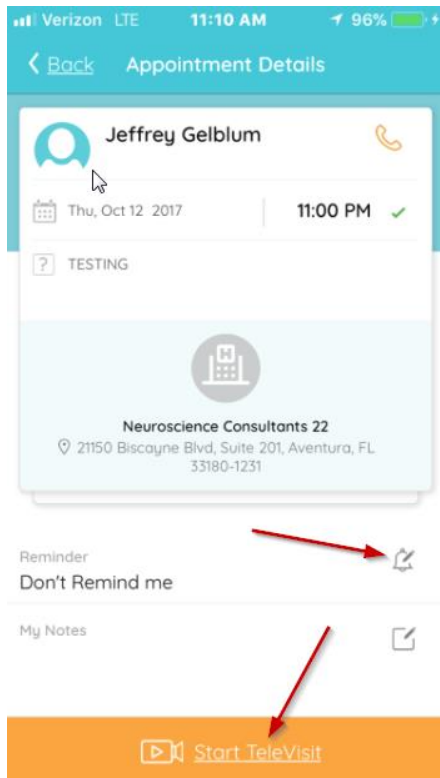 Verizon LTE 11:10 AM 96%
Back Appointment Details
Jeffrey Gelblum
Thu, Oct 12 2017 11:00 PM
? TESTING
H
Neuroscience Consultants 22
21150 Biscayne Blvd, Suite 201, Aventura, FL
33180-1231
Reminder
Don't Remind me
My Notes
Start TeleVisit